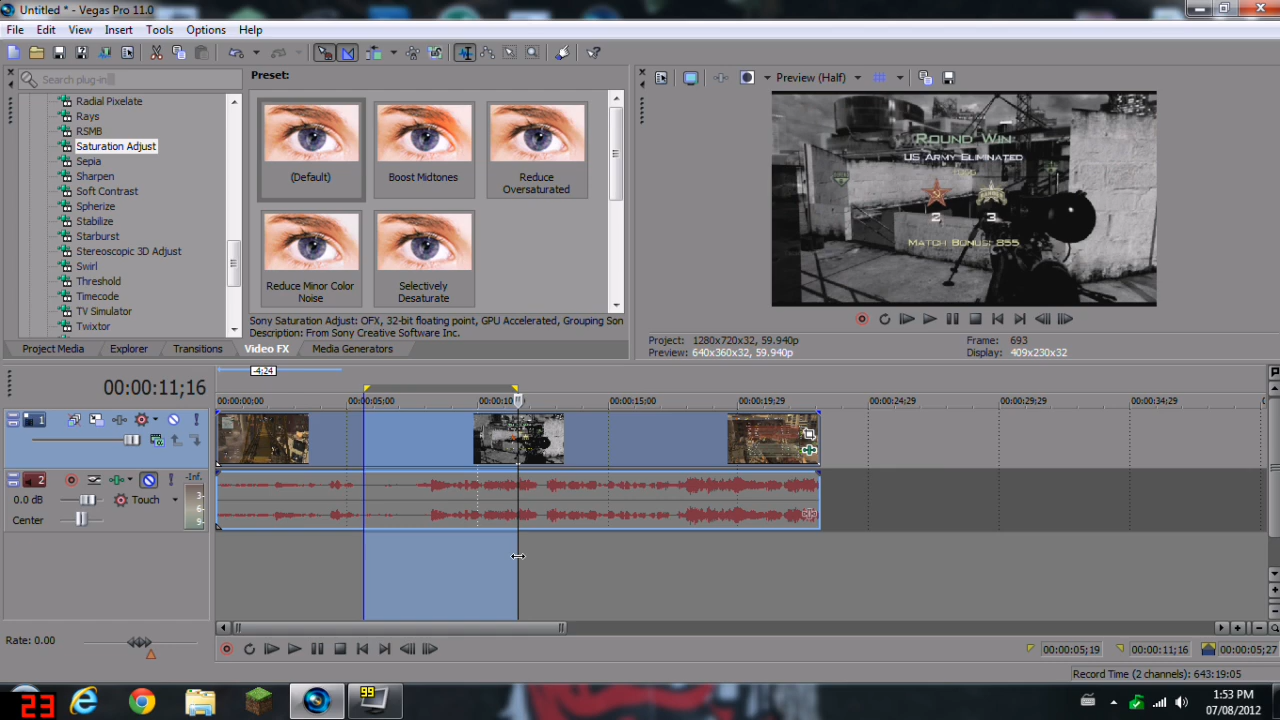 Untitled * - Vegas Pro 11.0
File Edit View Insert Tools Options Help
Search plug-in
Radial Pixelate
Rays
RSMB
Saturation Adjust
Sepia
Sharpen
Soft Contrast
Spherize
Stabilize
Starburst
Stereoscopic 3D Adjust
Swirl
Threshold
Timecode
TV Simulator
Twixtor
Preset:
(Default)
Boost Midtones
Reduce
Oversaturated
Reduce Minor Color
Noise
Selectively
Desaturate
Sony Saturation Adjust: OFX, 32-bit floating point, GPU Accelerated, Grouping Son
Description: From Sony Creative Software Inc.
Project Media Explorer Transitions Video FX Media Generators
Preview (Half)
Round Win!
US Army Eliminated
2 3
Match Bonus: 855
Project: 1280x720x32, 59.940p
Preview: 640x360x32, 59.940p
Frame: 693
Display: 409x230x32
-4;24
00:00:11;16
00:00:00;00 00:00:05;00 00:00:10 00:00:15;00 00:00:19;29 00:00:24;29 00:00:29;29 00:00:34;29
1
2
-Inf.
0.0 dB Touch
Center
3-
6-
9-
Rate: 0.00
00:00:05;19 00:00:11;16 00:00:05;27
Record Time (2 channels): 643:19:05
23
99
1:53 PM
07/08/2012